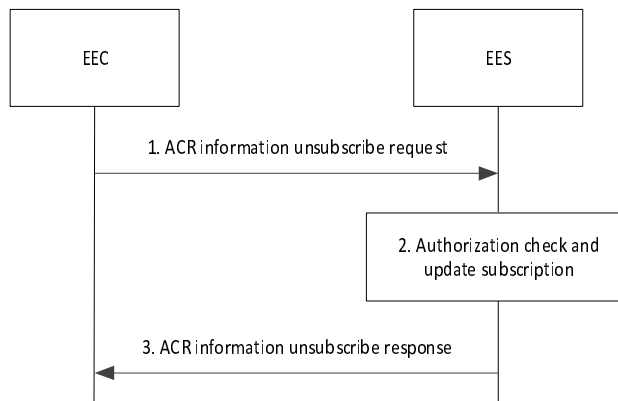 EEC
EES
1. ACR information unsubscribe request
2. Authorization check and
update subscription
3. ACR information unsubscribe response